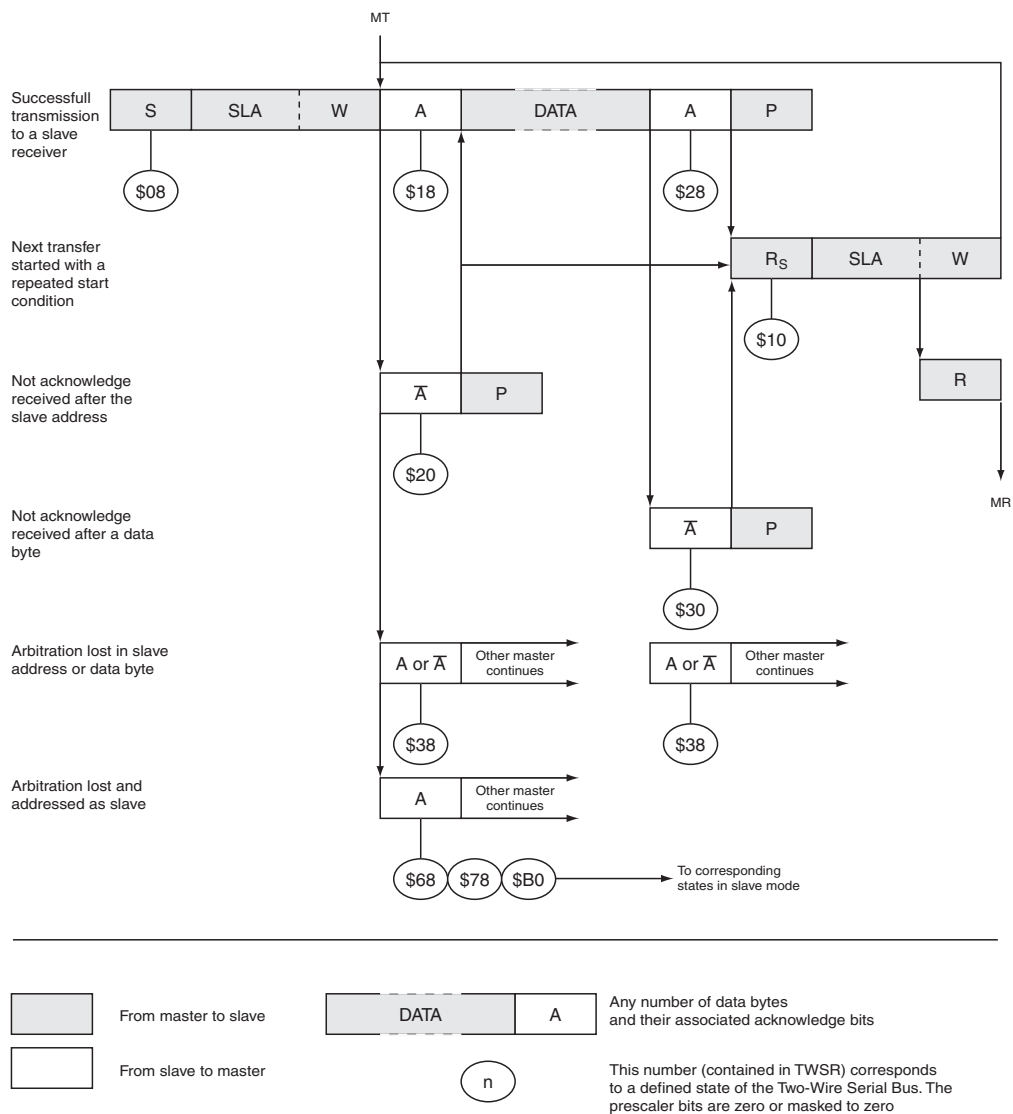 MT
Successfull
transmission
to a slave
receiver
S SLA W A DATA A P
$08 $18 $28
Next transfer
started with a
repeated start
condition
RS SLA W
$10
Not acknowledge
received after the
slave address
A̅ P
R
$20
MR
Not acknowledge
received after a data
byte
A̅ P
$30
Arbitration lost in slave
address or data byte
A or A̅ Other master
continues
A or A̅ Other master
continues
$38 $38
Arbitration lost and
addressed as slave
A Other master
continues
$68 $78 $B0
To corresponding
states in slave mode
From master to slave
DATA A
Any number of data bytes
and their associated acknowledge bits
From slave to master
n
This number (contained in TWSR) corresponds
to a defined state of the Two-Wire Serial Bus. The
prescaler bits are zero or masked to zero